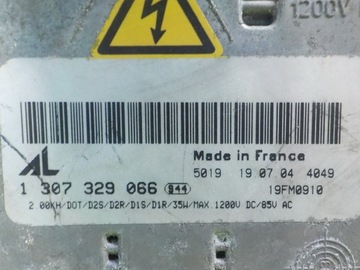 1200V
AL
Made in France
5019 19 07 04 4049
1 307 329 066 944
19FM0910
2 00KH/DOT/D2S/D2R/D1S/D1R/35W/MAX 1200V DC/85V AC